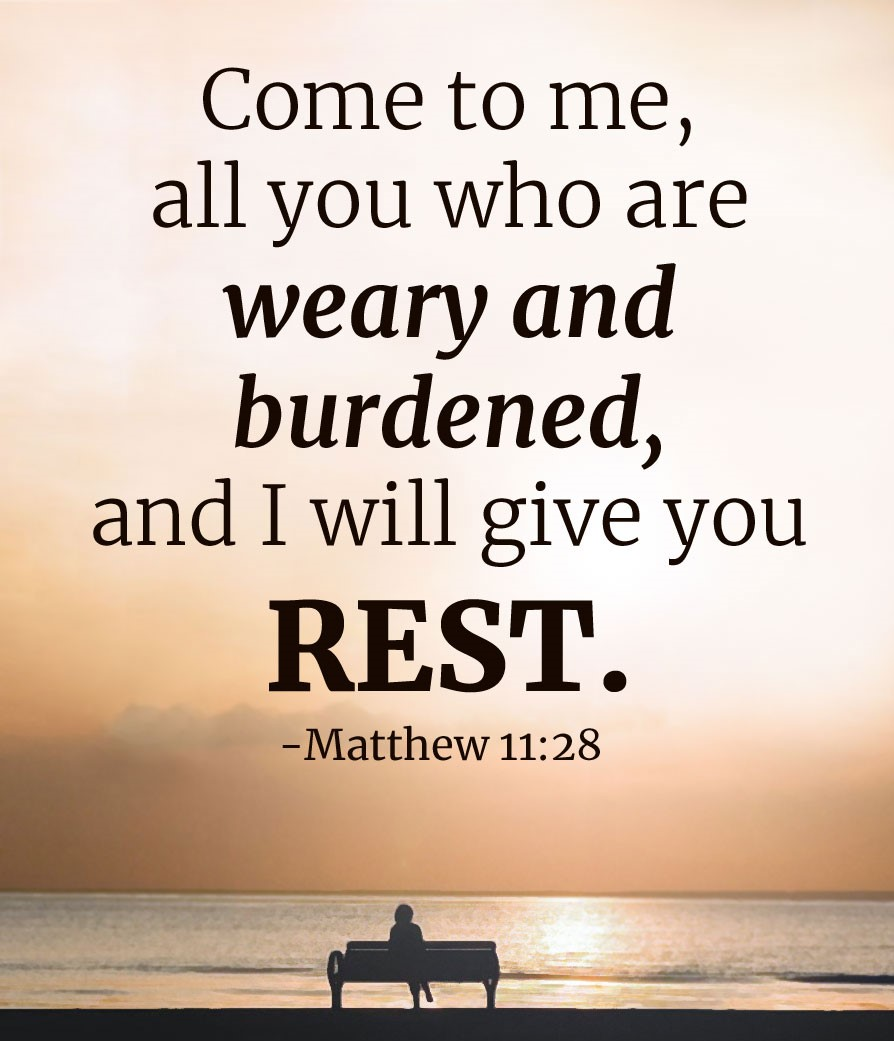 Come to me,
all you who are
weary and
burdened,
and I will give you
REST.
-Matthew 11:28